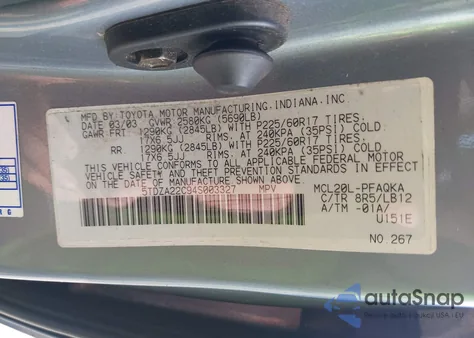 MFD. BY: TOYOTA MOTOR MANUFACTURING, INDIANA, INC
DATE: 03/03 GVWR 2580KG (5690LB)
GAWR FRT: 1290KG (2845LB) WITH P225/60R17 TIRES,
17X6.5JJ RIMS, AT 240KPA (35PSI) COLD.
RR 1290KG (2845LB) WITH P225/60R17 TIRES,
17X6.5JJ RIMS, AT 240KPA (35PSI) COLD.
THIS VEHICLE CONFORMS TO ALL APPLICABLE FEDERAL MOTOR
VEHICLE SAFETY AND THEFT PREVENTION STANDARDS IN EFFECT
ON THE DATE OF MANUFACTURE SHOWN ABOVE.
5TDZA22C94S003327 MPV MCL20L-PFAQKA
C/TR 8R5/LB12
A/TM -01A/
U151E
NO. 267
autoSnap